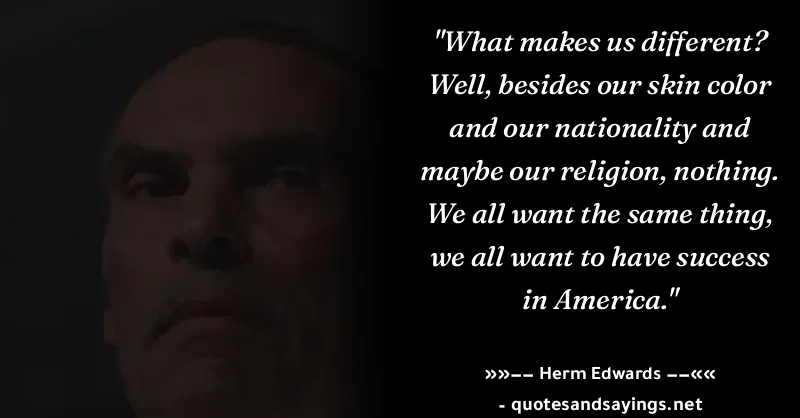 "What makes us different?
Well, besides our skin color
and our nationality and
maybe our religion, nothing.
We all want the same thing,
we all want to have success
in America."
»»–– Herm Edwards ––««
- quotesandsayings.net